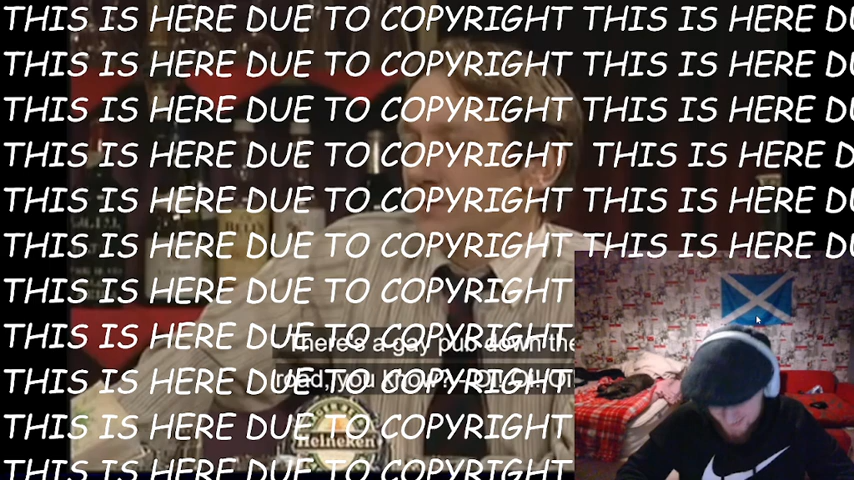 THIS IS HERE DUE TO COPYRIGHT THIS IS HERE DU
THIS IS HERE DUE TO COPYRIGHT THIS IS HERE DU
THIS IS HERE DUE TO COPYRIGHT THIS IS HERE DU
THIS IS HERE DUE TO COPYRIGHT THIS IS HERE D
THIS IS HERE DUE TO COPYRIGHT THIS IS HERE DU
THIS IS HERE DUE TO COPYRIGHT THIS IS HERE DU
THIS IS HERE DUE TO COPYRIGHT
THIS IS HERE DUE TO COPYRIGHT
There's a gay pub down the
THIS IS HERE DUE TO COPYRIGHT
road, you know?
THIS IS HERE DUE TO COPYRIGHT
Heineken
THIS IS HERE DUE TO COPYRIGHT